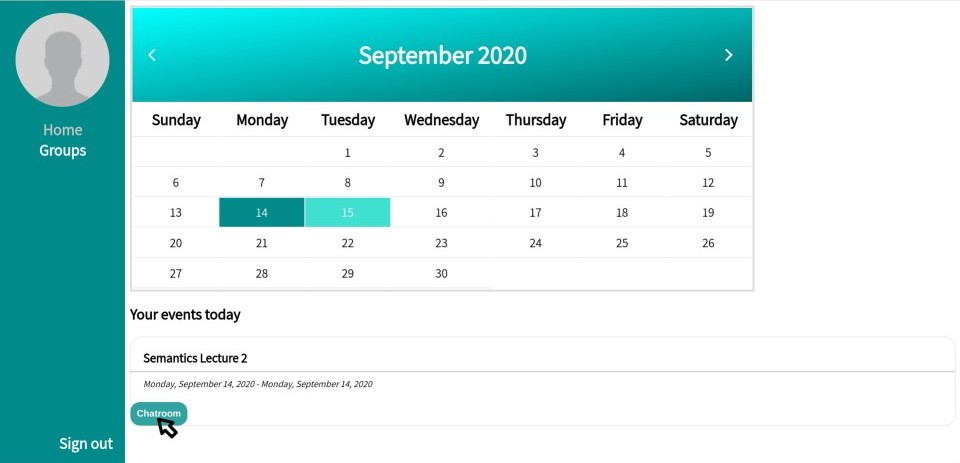 Home
Groups
Sign out
September 2020
Sunday Monday Tuesday Wednesday Thursday Friday Saturday
1 2 3 4 5
6 7 8 9 10 11 12
13 14 15 16 17 18 19
20 21 22 23 24 25 26
27 28 29 30
Your events today
Semantics Lecture 2
Monday, September 14, 2020 - Monday, September 14, 2020
Chatroom